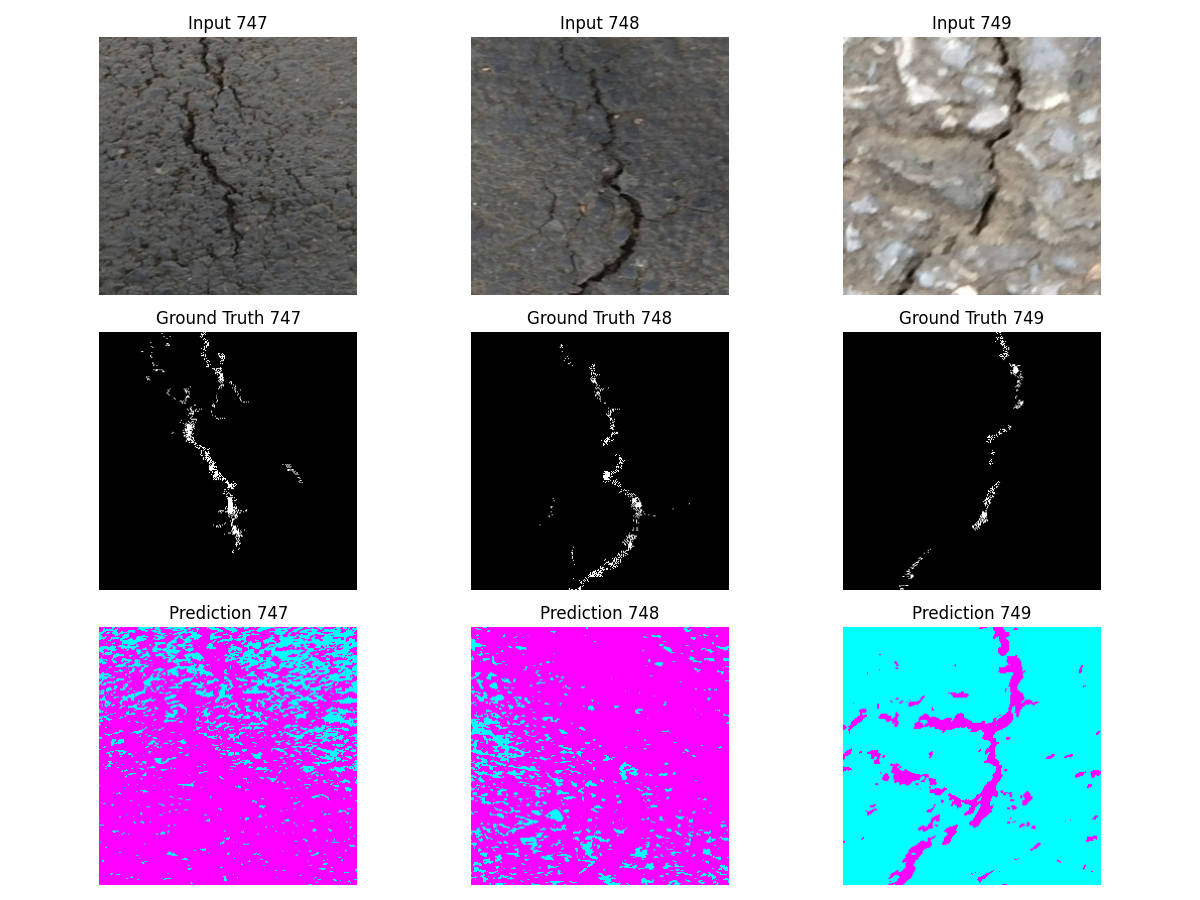 Input 747
Input 748
Input 749
Ground Truth 747
Ground Truth 748
Ground Truth 749
Prediction 747
Prediction 748
Prediction 749